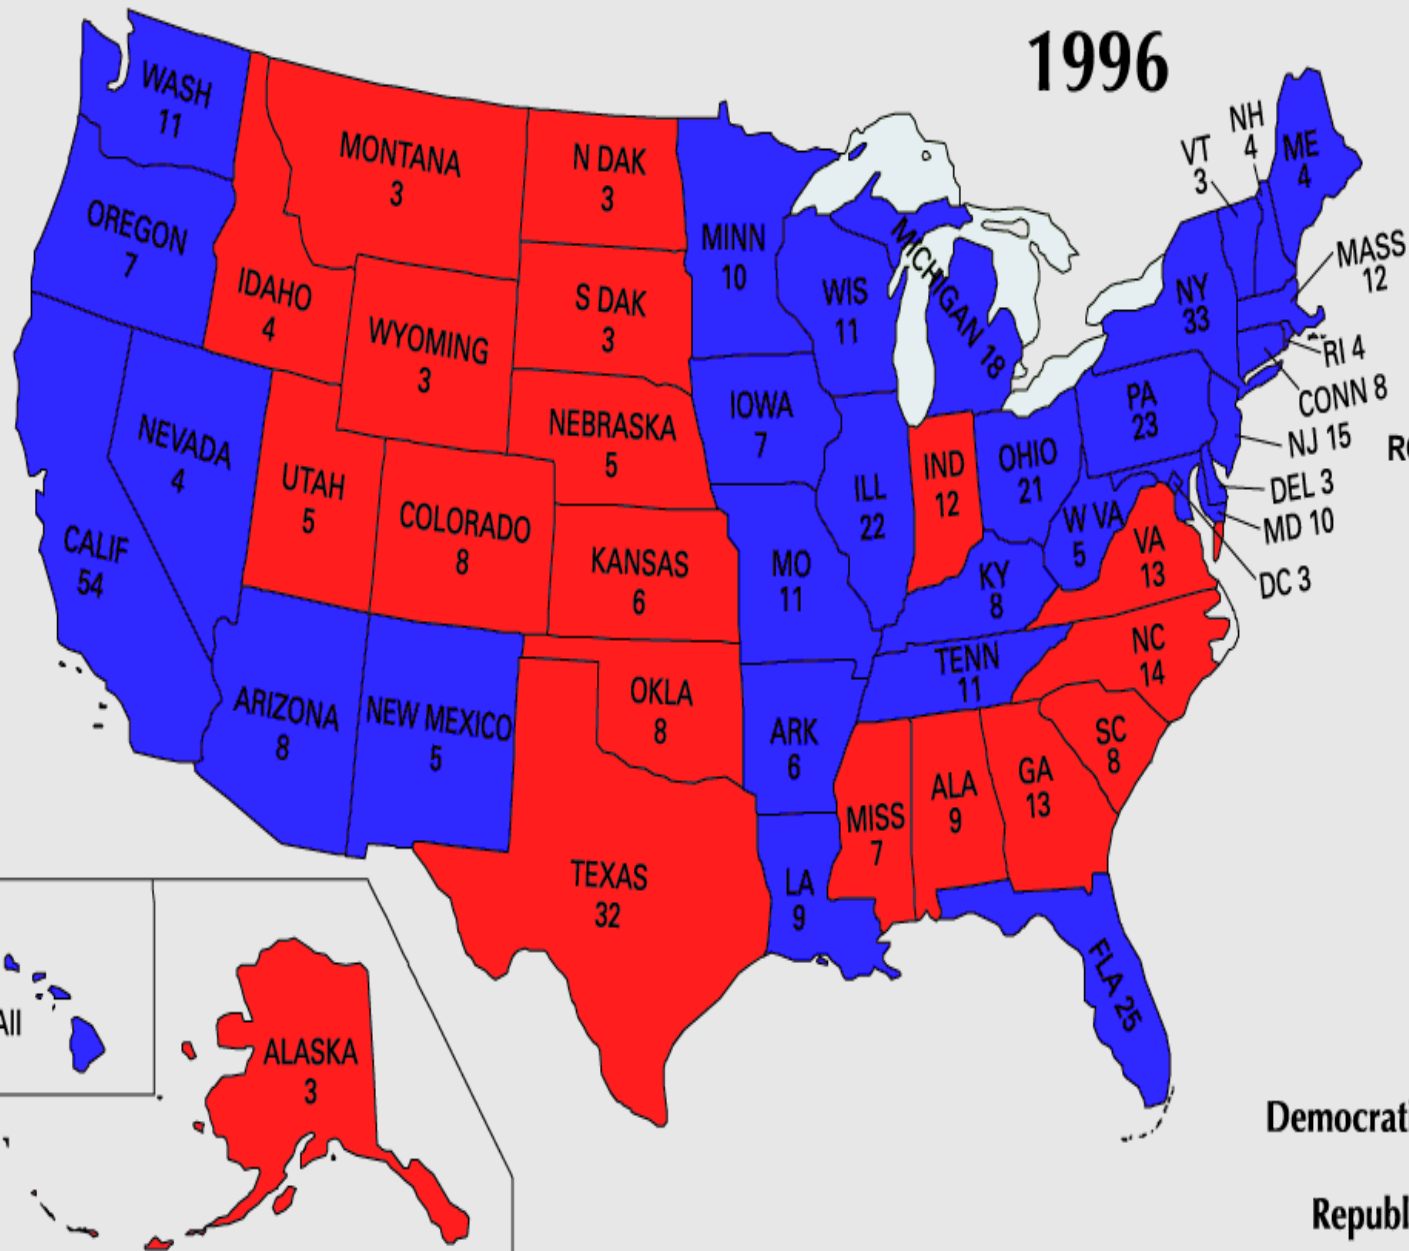 1996
WASH
11
OREGON
7
CALIF
54
NEVADA
4
IDAHO
4
MONTANA
3
WYOMING
3
UTAH
5
COLORADO
8
ARIZONA
8
NEW MEXICO
5
N DAK
3
S DAK
3
NEBRASKA
5
KANSAS
6
OKLA
8
TEXAS
32
MINN
10
IOWA
7
MO
11
ARK
6
LA
9
WIS
11
ILL
22
MICHIGAN 18
IND
12
OHIO
21
KY
8
TENN
11
MISS
7
ALA
9
GA
13
FLA 25
SC
8
NC
14
VA
13
W VA
5
PA
23
NY
33
VT
3
NH
4
ME
4
MASS
12
RI 4
CONN 8
NJ 15
DEL 3
MD 10
DC 3
AII
ALASKA
3
Democrati
Republ